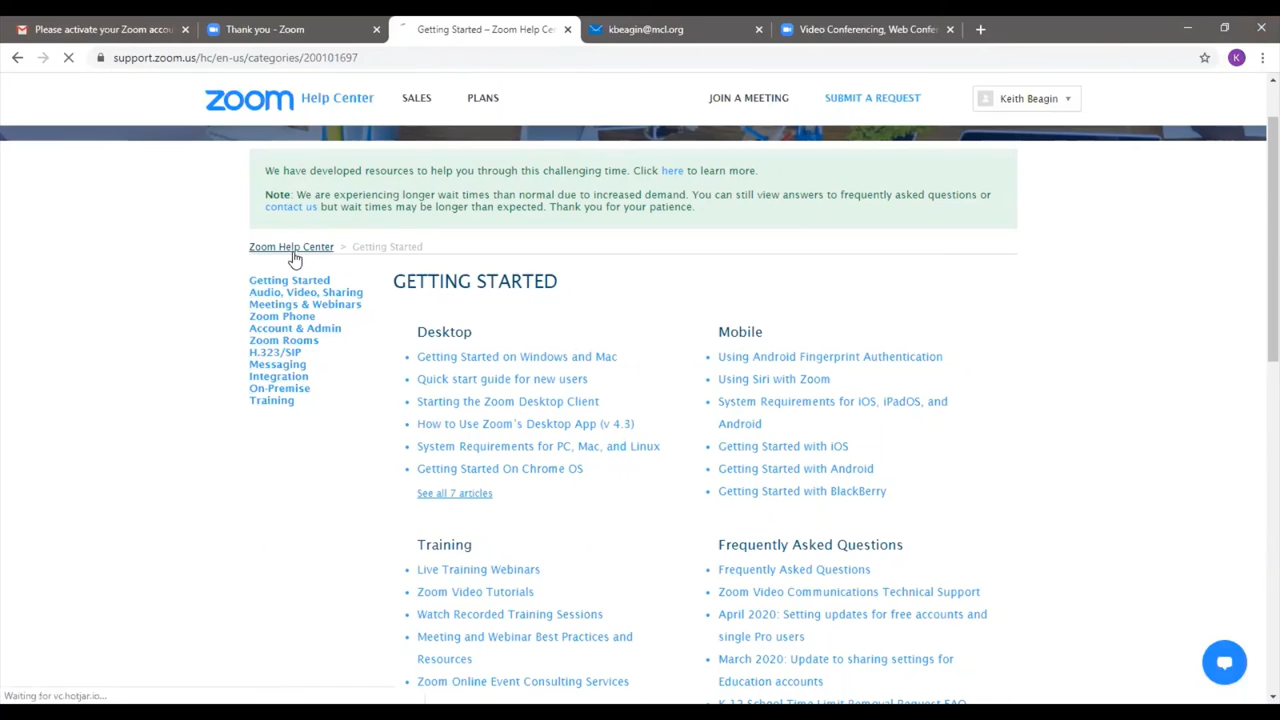 Please activate your Zoom accou
Thank you - Zoom
Getting Started – Zoom Help Ce
kbeagin@mcl.org
Video Conferencing, Web Confe
support.zoom.us/hc/en-us/categories/200101697
K
zoom Help Center SALES PLANS JOIN A MEETING SUBMIT A REQUEST Keith Beagin
We have developed resources to help you through this challenging time. Click here to learn more.
Note: We are experiencing longer wait times than normal due to increased demand. You can still view answers to frequently asked questions or
contact us but wait times may be longer than expected. Thank you for your patience.
Zoom Help Center > Getting Started
Getting Started
Audio, Video, Sharing
Meetings & Webinars
Zoom Phone
Account & Admin
Zoom Rooms
H.323/SIP
Messaging
Integration
On-Premise
Training
GETTING STARTED
Desktop
• Getting Started on Windows and Mac
• Quick start guide for new users
• Starting the Zoom Desktop Client
• How to Use Zoom's Desktop App (v 4.3)
• System Requirements for PC, Mac, and Linux
• Getting Started On Chrome OS
See all 7 articles
Mobile
• Using Android Fingerprint Authentication
• Using Siri with Zoom
• System Requirements for iOS, iPadOS, and
Android
• Getting Started with iOS
• Getting Started with Android
• Getting Started with BlackBerry
Training
• Live Training Webinars
• Zoom Video Tutorials
• Watch Recorded Training Sessions
• Meeting and Webinar Best Practices and
Resources
• Zoom Online Event Consulting Services
Frequently Asked Questions
• Frequently Asked Questions
• Zoom Video Communications Technical Support
• April 2020: Setting updates for free accounts and
single Pro users
• March 2020: Update to sharing settings for
Education accounts
• K-12 School Time Limit Removal Request FAQ
Waiting for vc.hotjar.io...